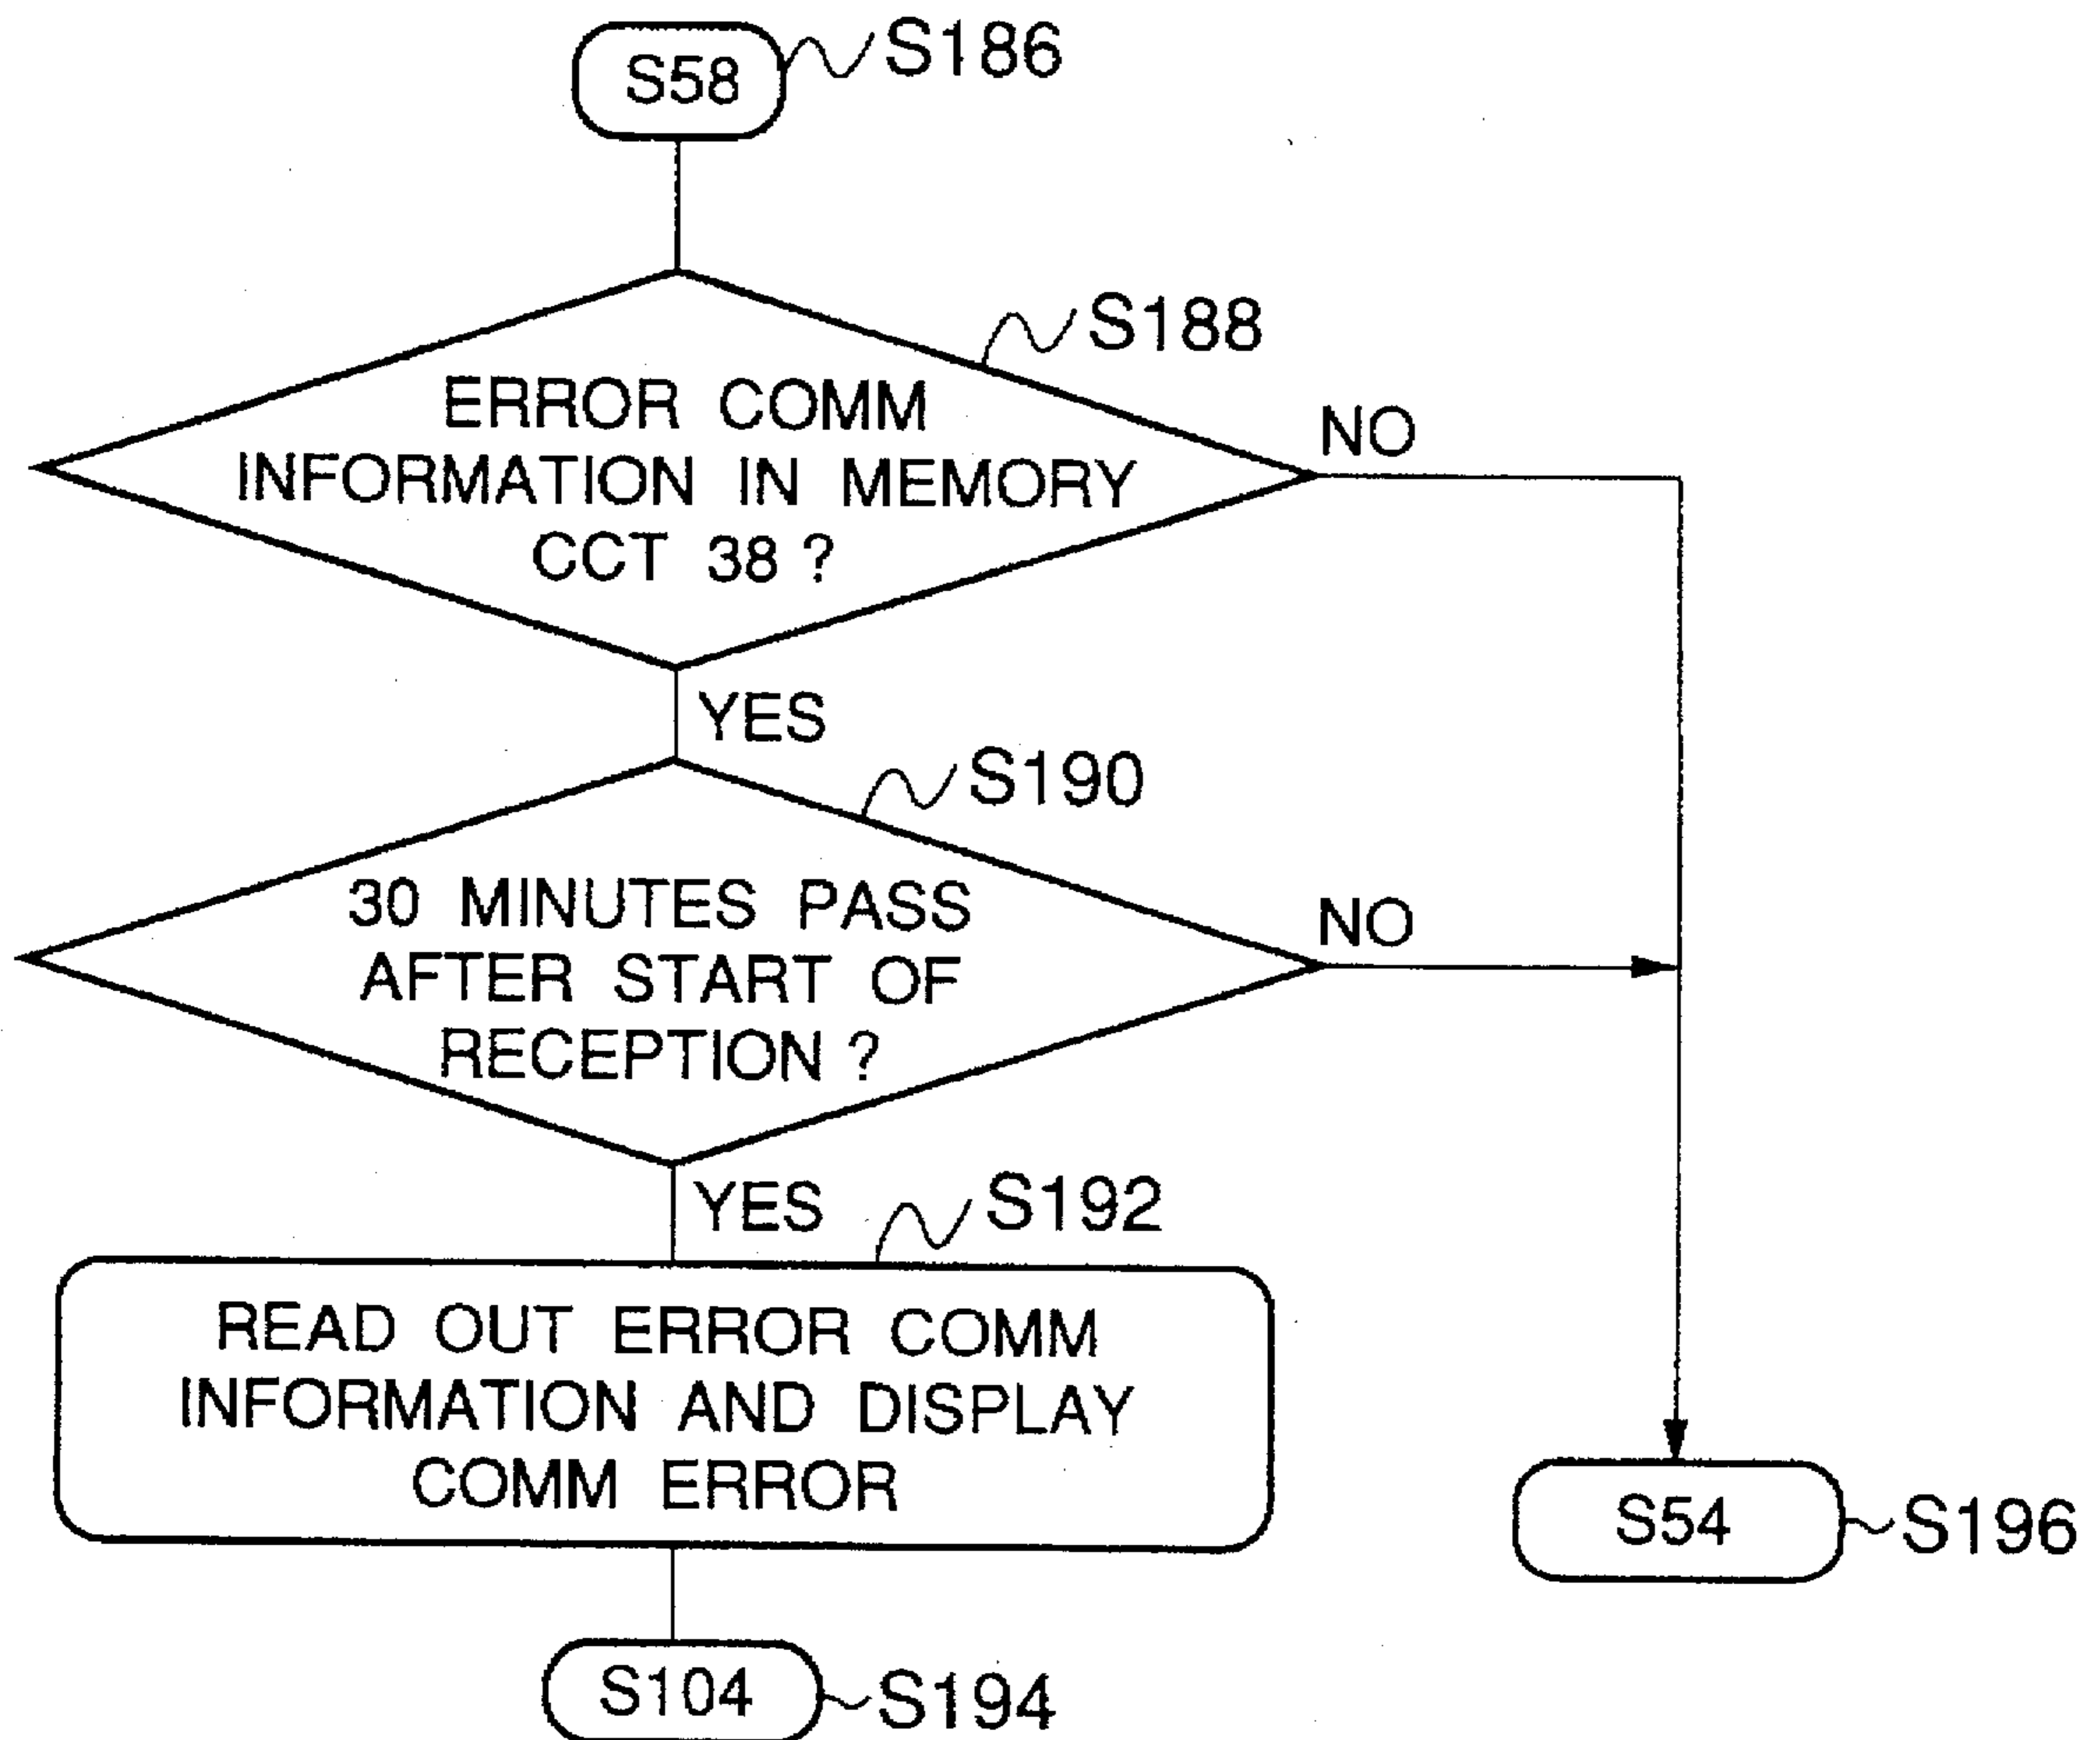 S58
S186
S188
ERROR COMM
INFORMATION IN MEMORY
CCT 38 ?
NO
YES
S190
30 MINUTES PASS
AFTER START OF
RECEPTION ?
NO
YES
S192
READ OUT ERROR COMM
INFORMATION AND DISPLAY
COMM ERROR
S54
S196
S104
S194